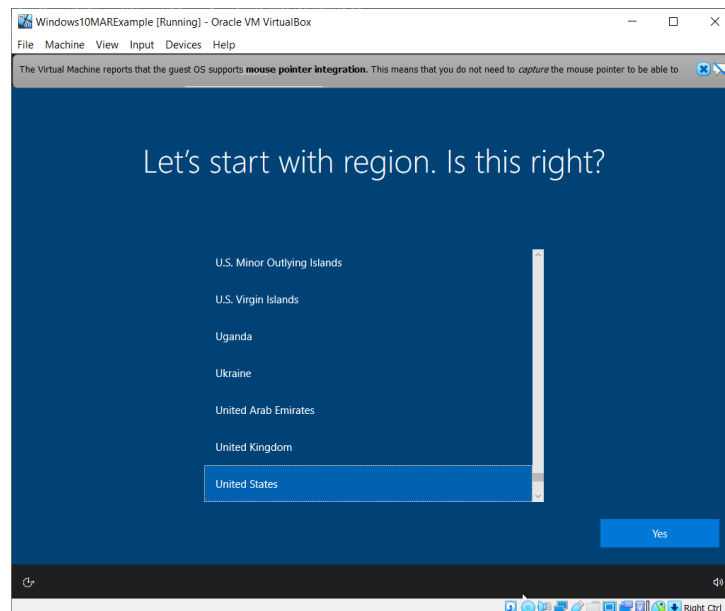 Windows10MARExample [Running] - Oracle VM VirtualBox
File Machine View Input Devices Help
The Virtual Machine reports that the guest OS supports mouse pointer integration. This means that you do not need to capture the mouse pointer to be able to
Let's start with region. Is this right?
U.S. Minor Outlying Islands
U.S. Virgin Islands
Uganda
Ukraine
United Arab Emirates
United Kingdom
United States
Yes
Right Ctrl